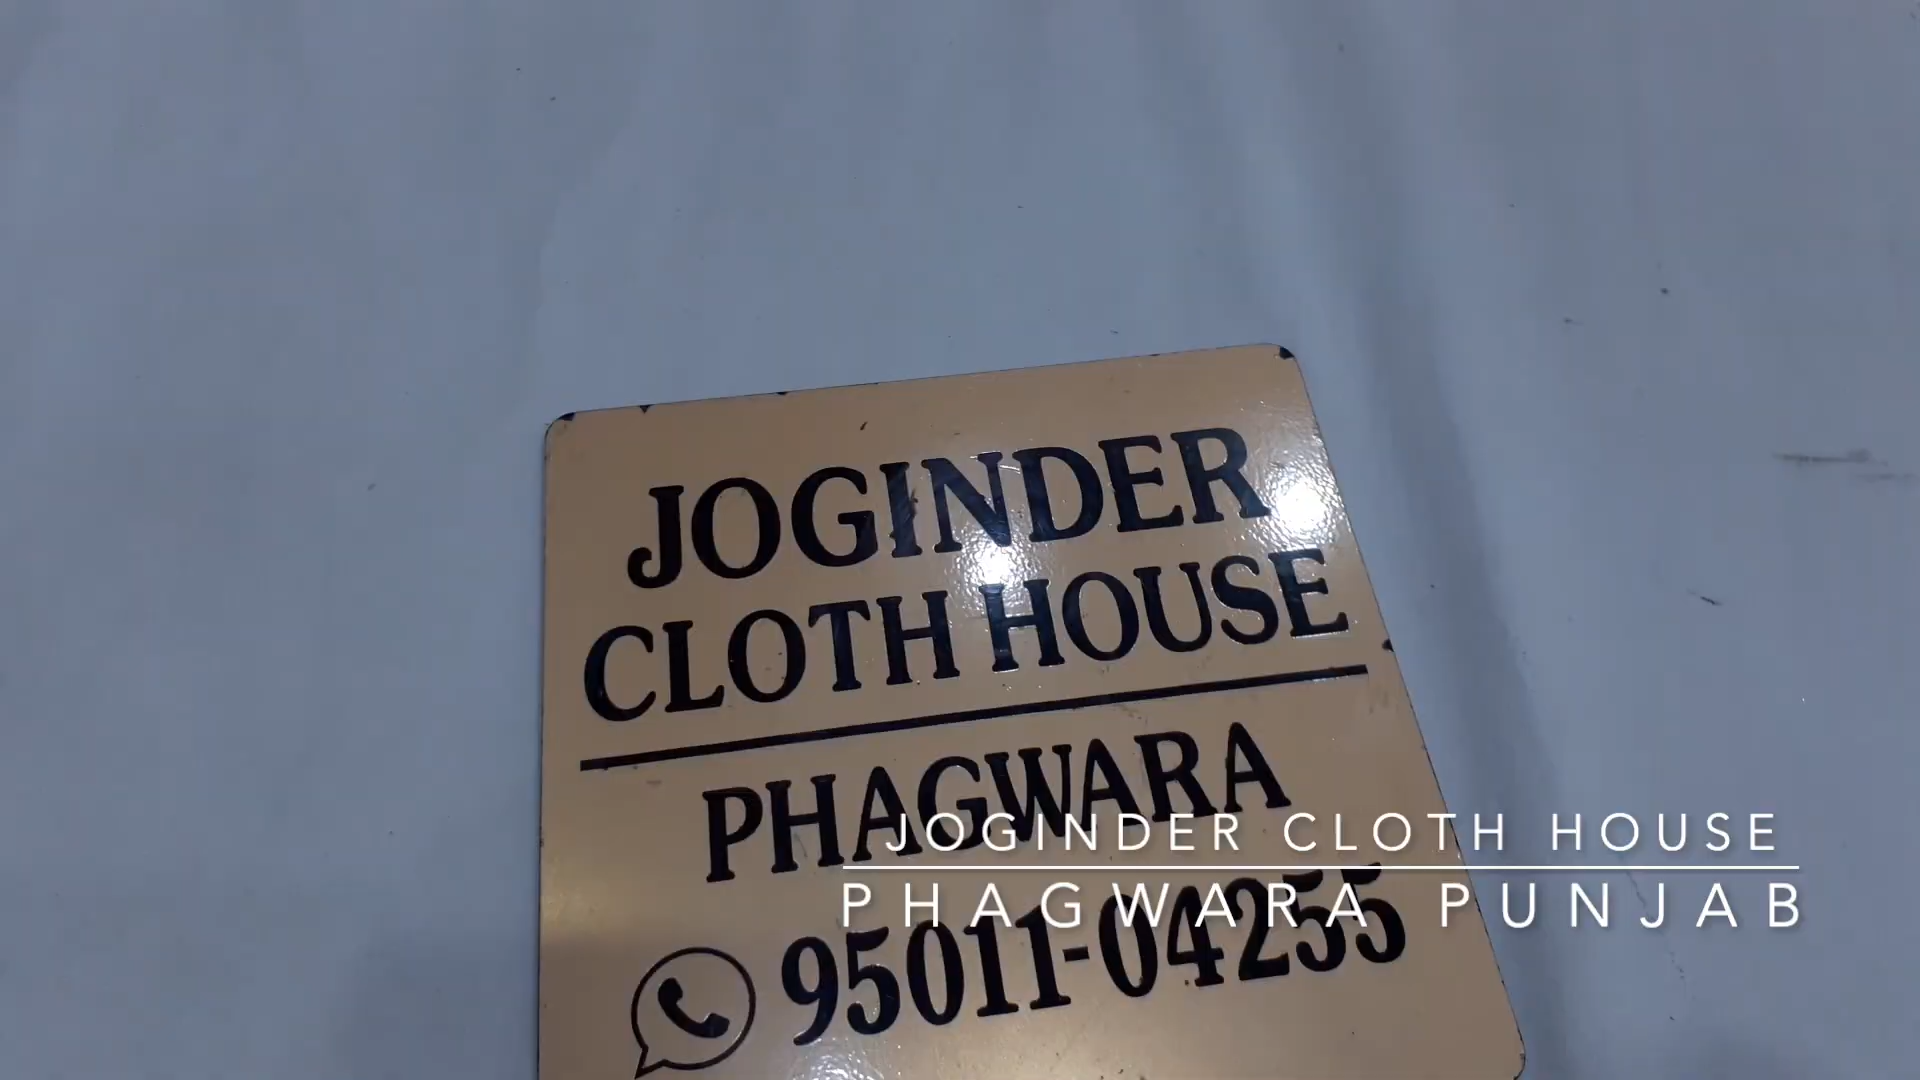 JOGINDER
CLOTH HOUSE
PHAGWARA
95011-04255
JOGINDER CLOTH HOUSE
PHAGWARA PUNJAB